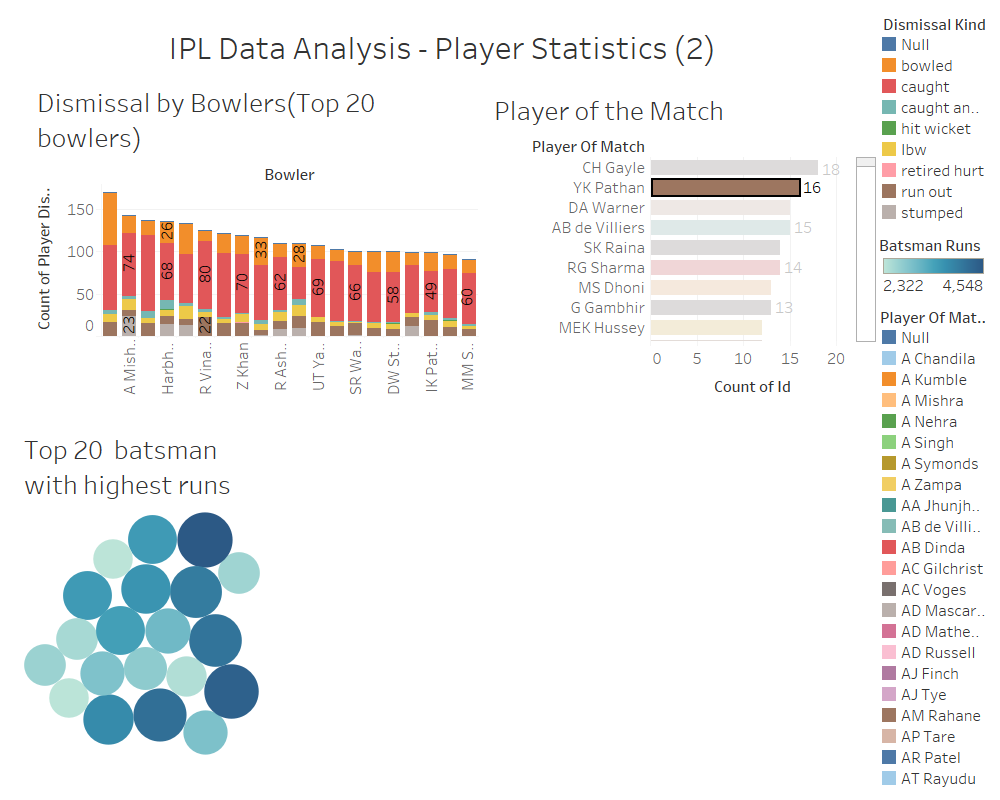 IPL Data Analysis - Player Statistics (2)
Dismissal by Bowlers(Top 20
bowlers)
Bowler
Count of Player Dis..
150
100
50
0
74
23
26
68
80
22
70
33
62
28
69
66
58
49
60
A Mish..
Harbh..
R Vina..
Z Khan
R Ash..
UT Ya..
SR Wa..
DW St..
IK Pat..
MM S..
Player of the Match
Player Of Match
CH Gayle 18
YK Pathan 16
DA Warner
AB de Villiers 15
SK Raina
RG Sharma 14
MS Dhoni
G Gambhir 13
MEK Hussey
0 5 10 15 20
Count of Id
Top 20 batsman
with highest runs
Dismissal Kind
Null
bowled
caught
caught an..
hit wicket
lbw
retired hurt
run out
stumped
Batsman Runs
2,322 4,548
Player Of Mat..
Null
A Chandila
A Kumble
A Mishra
A Nehra
A Singh
A Symonds
A Zampa
AA Jhunjh..
AB de Villi..
AB Dinda
AC Gilchrist
AC Voges
AD Mascar..
AD Mathe..
AD Russell
AJ Finch
AJ Tye
AM Rahane
AP Tare
AR Patel
AT Rayudu